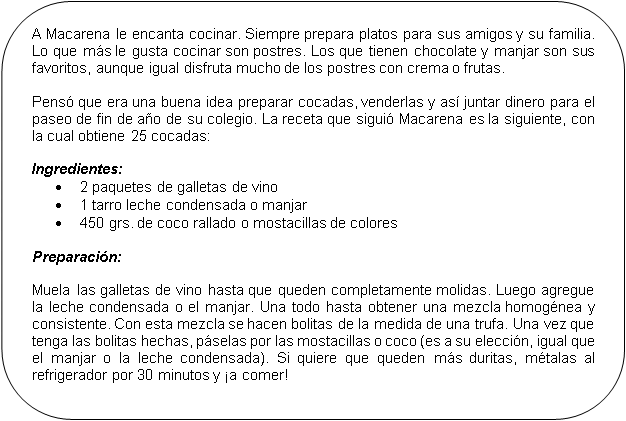 A Macarena le encanta cocinar. Siempre prepara platos para sus amigos y su familia.
Lo que más le gusta cocinar son postres. Los que tienen chocolate y manjar son sus
favoritos, aunque igual disfruta mucho de los postres con crema o frutas.
Pensó que era una buena idea preparar cocadas, venderlas y así juntar dinero para el
paseo de fin de año de su colegio. La receta que siguió Macarena es la siguiente, con
la cual obtiene 25 cocadas:
Ingredientes:
• 2 paquetes de galletas de vino
• 1 tarro leche condensada o manjar
• 450 grs. de coco rallado o mostacillas de colores
Preparación:
Muela las galletas de vino hasta que queden completamente molidas. Luego agregue
la leche condensada o el manjar. Una todo hasta obtener una mezcla homogénea y
consistente. Con esta mezcla se hacen bolitas de la medida de una trufa. Una vez que
tenga las bolitas hechas, páselas por las mostacillas o coco (es a su elección, igual que
el manjar o la leche condensada). Si quiere que queden más duritas, métalas al
refrigerador por 30 minutos y ¡a comer!